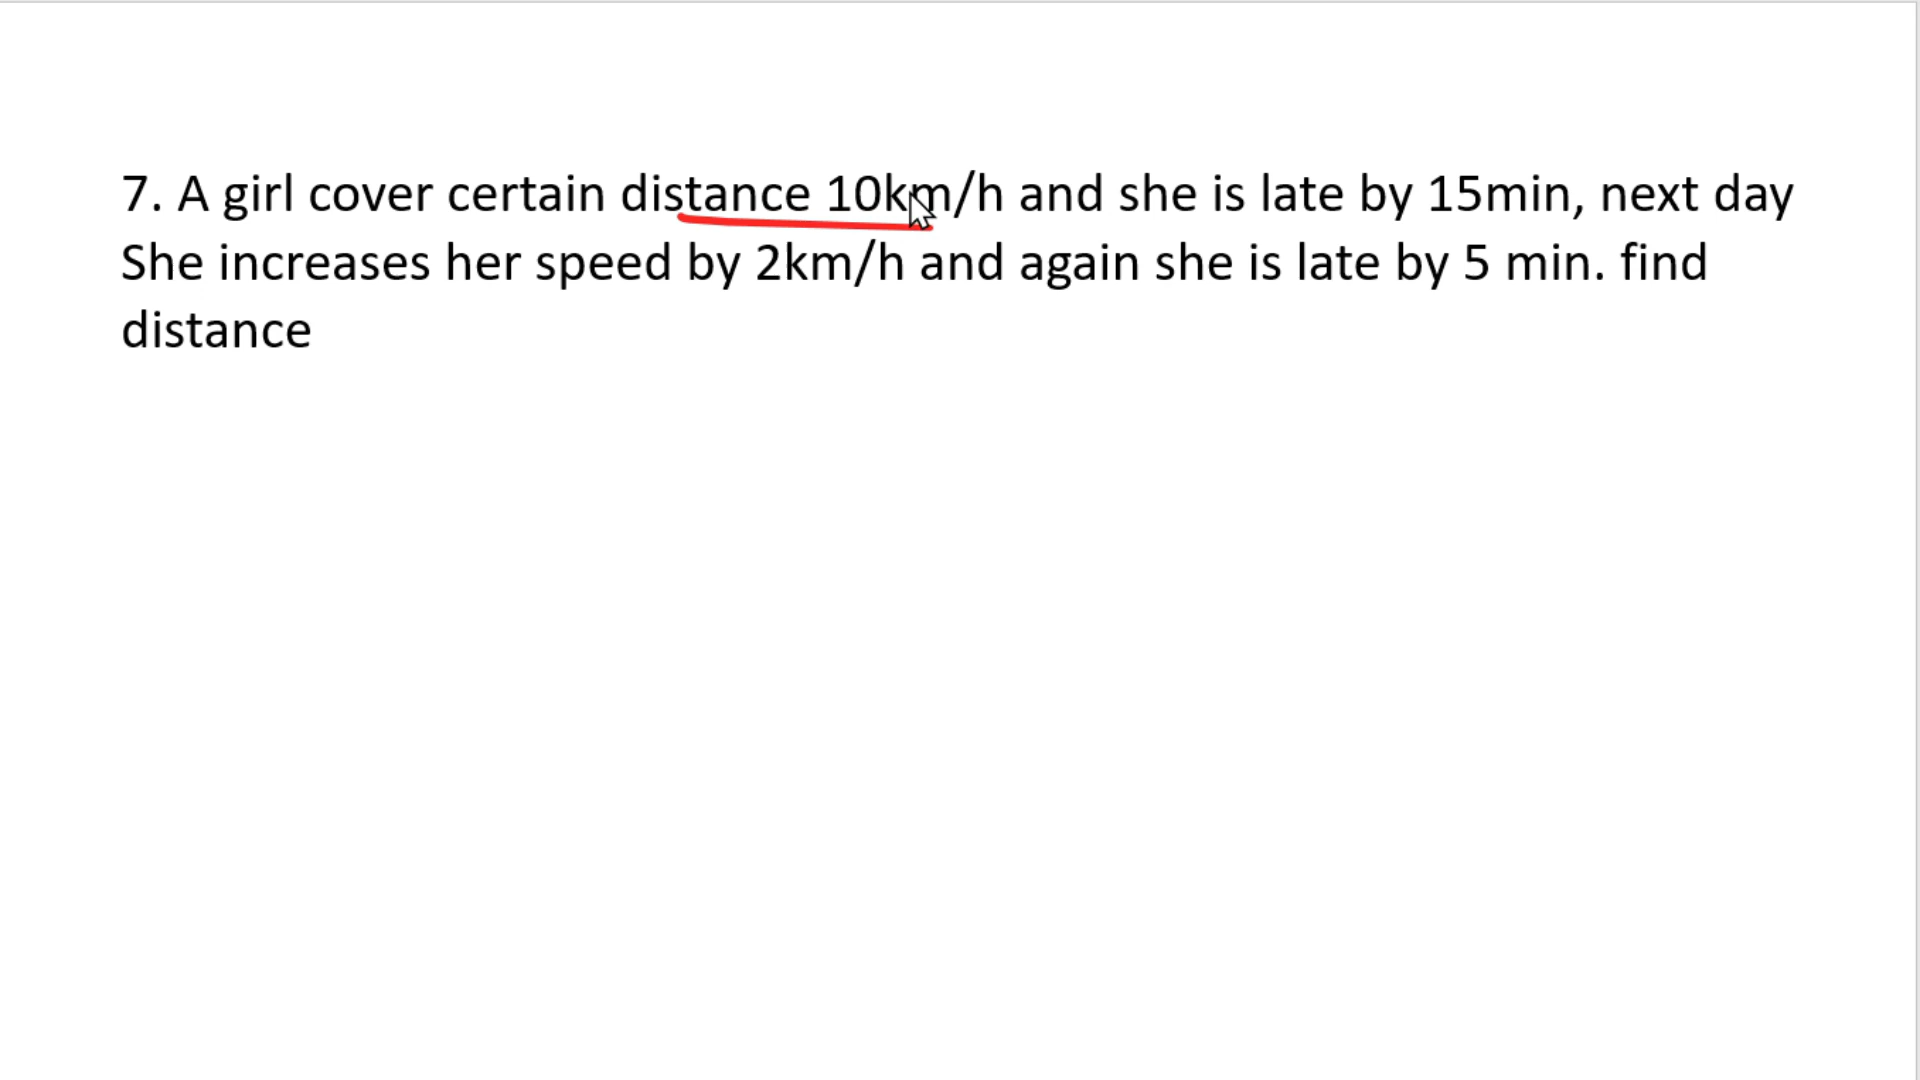 7. A girl cover certain distance 10km/h and she is late by 15min, next day
She increases her speed by 2km/h and again she is late by 5 min. find
distance